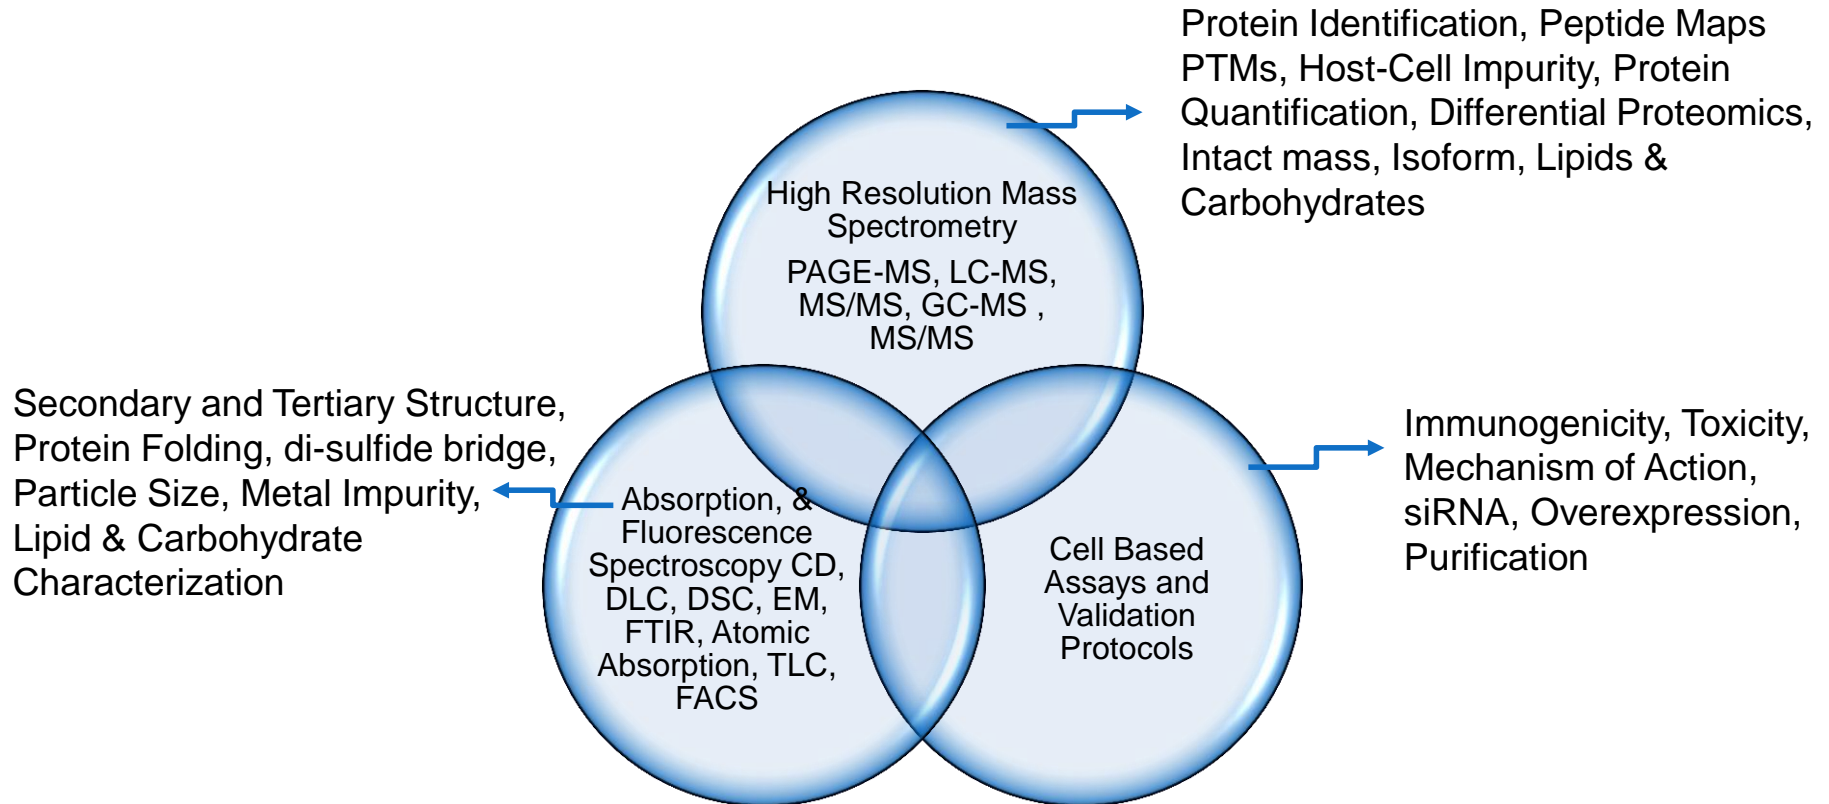 Protein Identification, Peptide Maps
PTMs, Host-Cell Impurity, Protein
Quantification, Differential Proteomics,
Intact mass, Isoform, Lipids &
Carbohydrates
High Resolution Mass
Spectrometry
PAGE-MS, LC-MS,
MS/MS, GC-MS ,
MS/MS
Secondary and Tertiary Structure,
Protein Folding, di-sulfide bridge,
Particle Size, Metal Impurity,
Lipid & Carbohydrate
Characterization
Absorption, &
Fluorescence
Spectroscopy CD,
DLC, DSC, EM,
FTIR, Atomic
Absorption, TLC,
FACS
Cell Based
Assays and
Validation
Protocols
Immunogenicity, Toxicity,
Mechanism of Action,
siRNA, Overexpression,
Purification